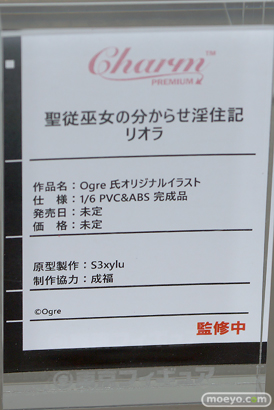 Charm™
PREMIUM
聖従巫女の分からせ淫住記
リオラ
作品名：Ogre 氏オリジナルイラスト
仕　様：1/6 PVC&ABS 完成品
発売日：未定
価　格：未定
原型製作：S3xylu
制作協力：成福
©Ogre
監修中
moeyo.com